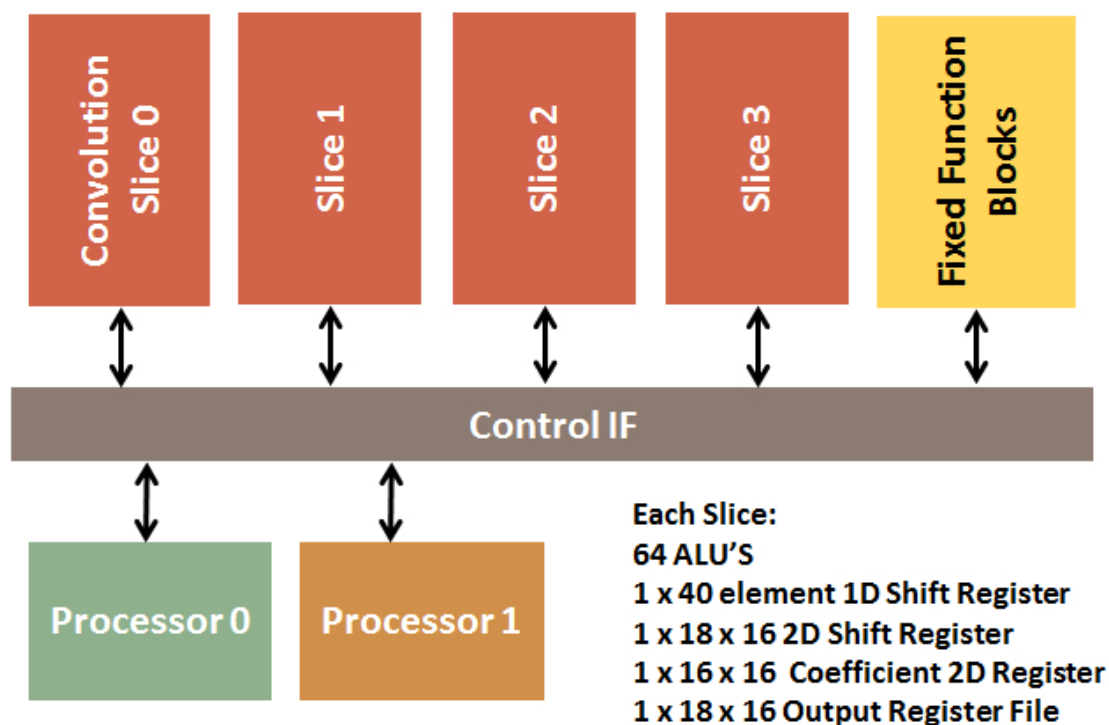 Convolution
Slice 0
Slice 1
Slice 2
Slice 3
Fixed Function
Blocks
Control IF
Processor 0
Processor 1
Each Slice:
64 ALU'S
1 x 40 element 1D Shift Register
1 x 18 x 16 2D Shift Register
1 x 16 x 16 Coefficient 2D Register
1 x 18 x 16 Output Register File